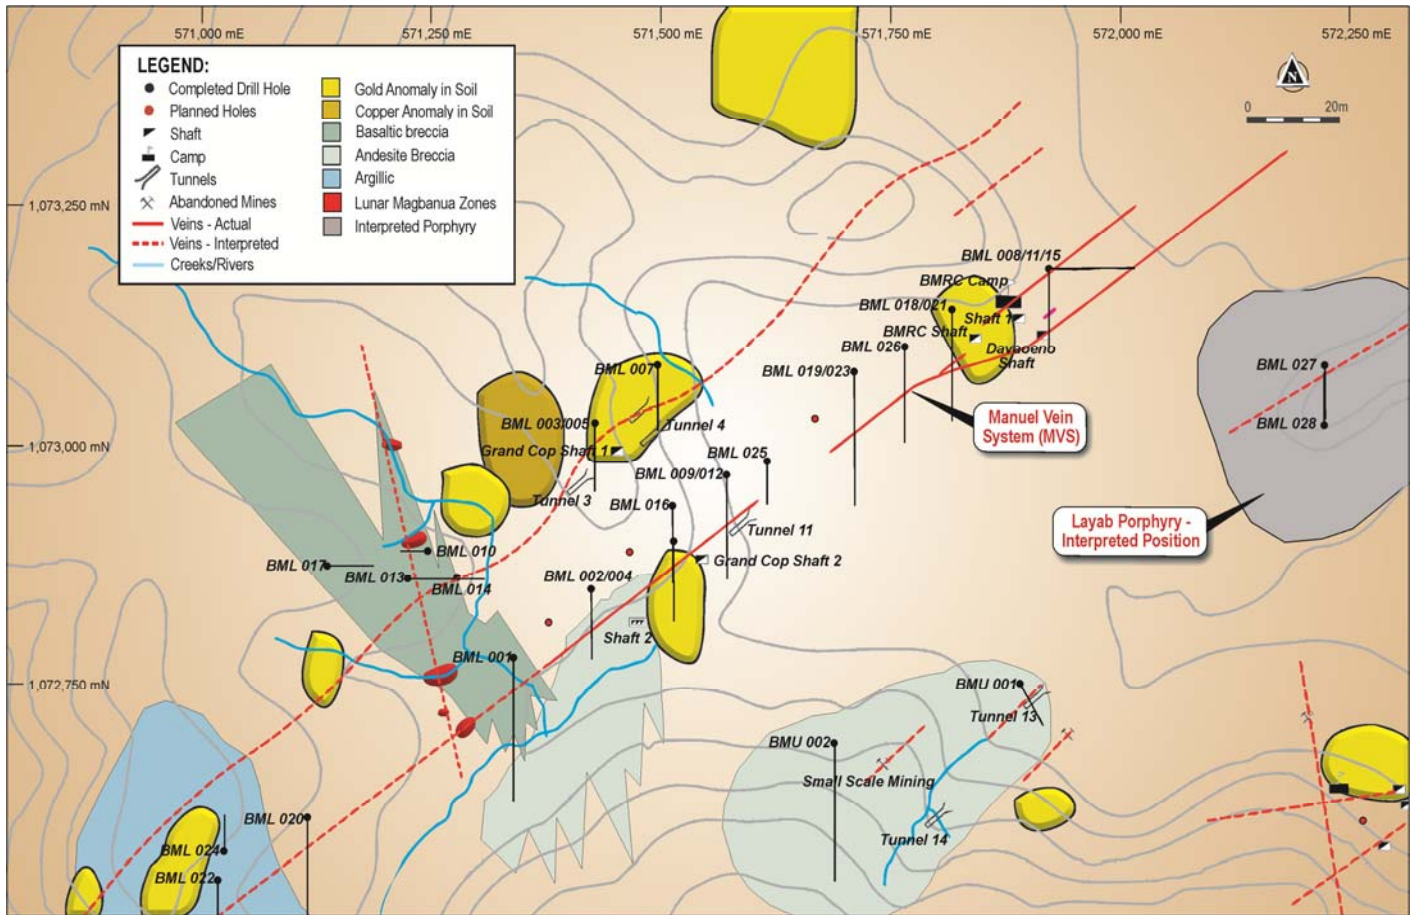 571,000 mE
571,250 mE
571,500 mE
571,750 mE
572,000 mE
572,250 mE
LEGEND:
Completed Drill Hole
Planned Holes
Shaft
Camp
Tunnels
Abandoned Mines
Veins - Actual
Veins - Interpreted
Creeks/Rivers
Gold Anomaly in Soil
Copper Anomaly in Soil
Basaltic breccia
Andesite Breccia
Argillic
Lunar Magbanua Zones
Interpreted Porphyry
N
0 20m
1,073,250 mN
1,073,000 mN
1,072,750 mN
BML 008/11/15
BMRC Camp
BML 018/021
Shaft 1
BMRC Shaft
BML 026
Davaoeno
Shaft
BML 007
BML 019/023
BML 027
BML 003/005
Tunnel 4
Manuel Vein
System (MVS)
BML 028
Grand Cop Shaft 1
BML 025
BML 009/012
Tunnel 3
BML 016
Tunnel 11
Layab Porphyry -
Interpreted Position
BML 010
BML 017
BML 013
BML 014
Grand Cop Shaft 2
BML 002/004
Shaft 2
BML 001
BMU 001
Tunnel 13
BMU 002
Small Scale Mining
BML 020
Tunnel 14
BML 024
BML 022